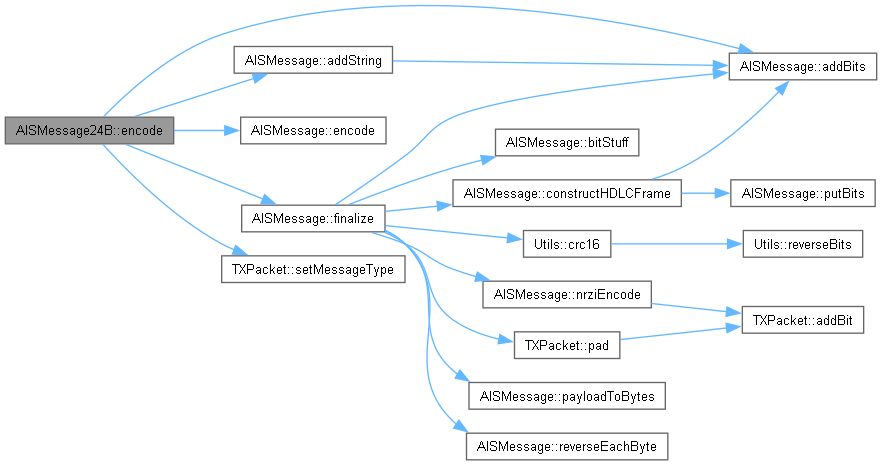 AISMessage24B::encode
AISMessage::addString
AISMessage::encode
AISMessage::finalize
TXPacket::setMessageType
AISMessage::bitStuff
AISMessage::constructHDLCFrame
Utils::crc16
AISMessage::nrziEncode
TXPacket::pad
AISMessage::payloadToBytes
AISMessage::reverseEachByte
AISMessage::addBits
AISMessage::putBits
Utils::reverseBits
TXPacket::addBit